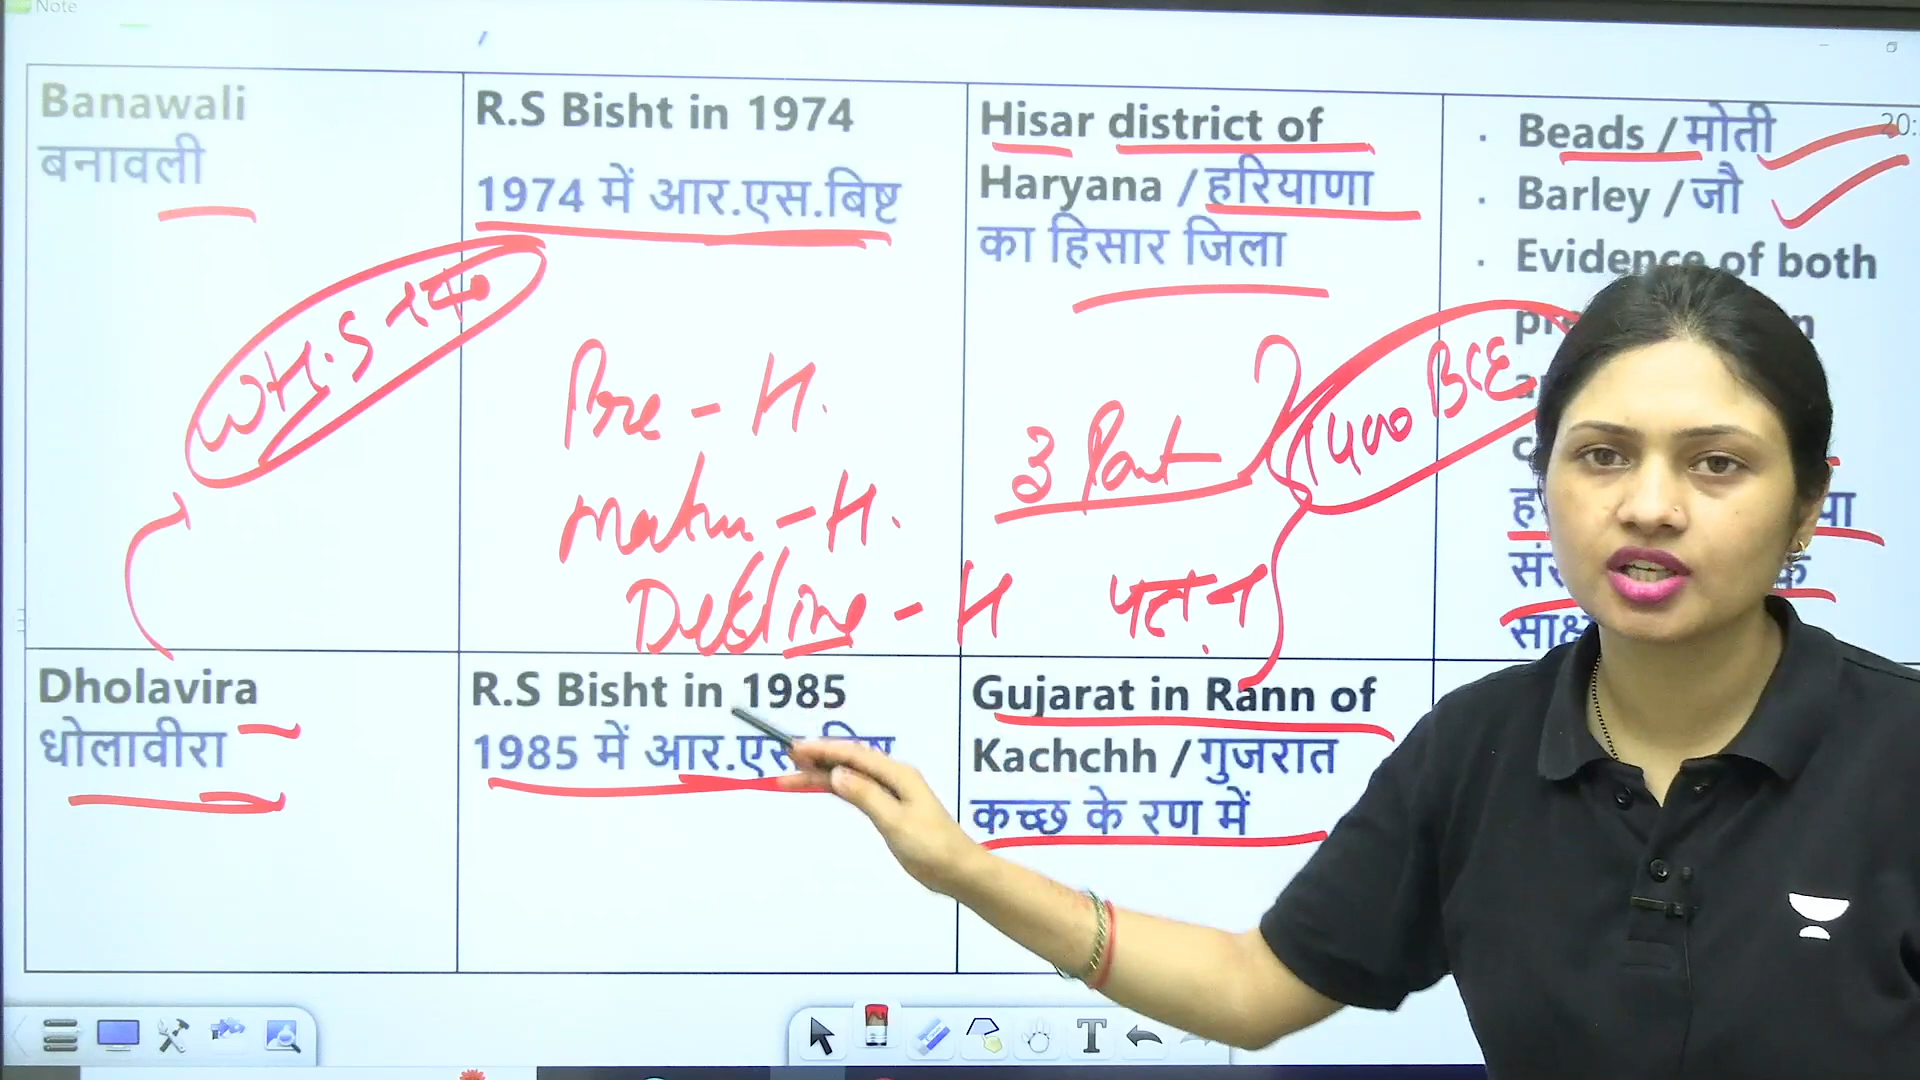 Note
Banawali
बनावली
R.S Bisht in 1974
1974 में आर.एस.बिष्ट
Hisar district of
Haryana / हरियाणा
का हिसार जिला
20:
· Beads / मोती
· Barley / जौ
· Evidence of both
W.H.S
Pre - H.
- H.
Decline - H पतन
3 Part
BCE
Dholavira
धोलावीरा
R.S Bisht in 1985
1985 में आर.एस.
Gujarat in Rann of
Kachchh / गुजरात
कच्छ के रण में
T